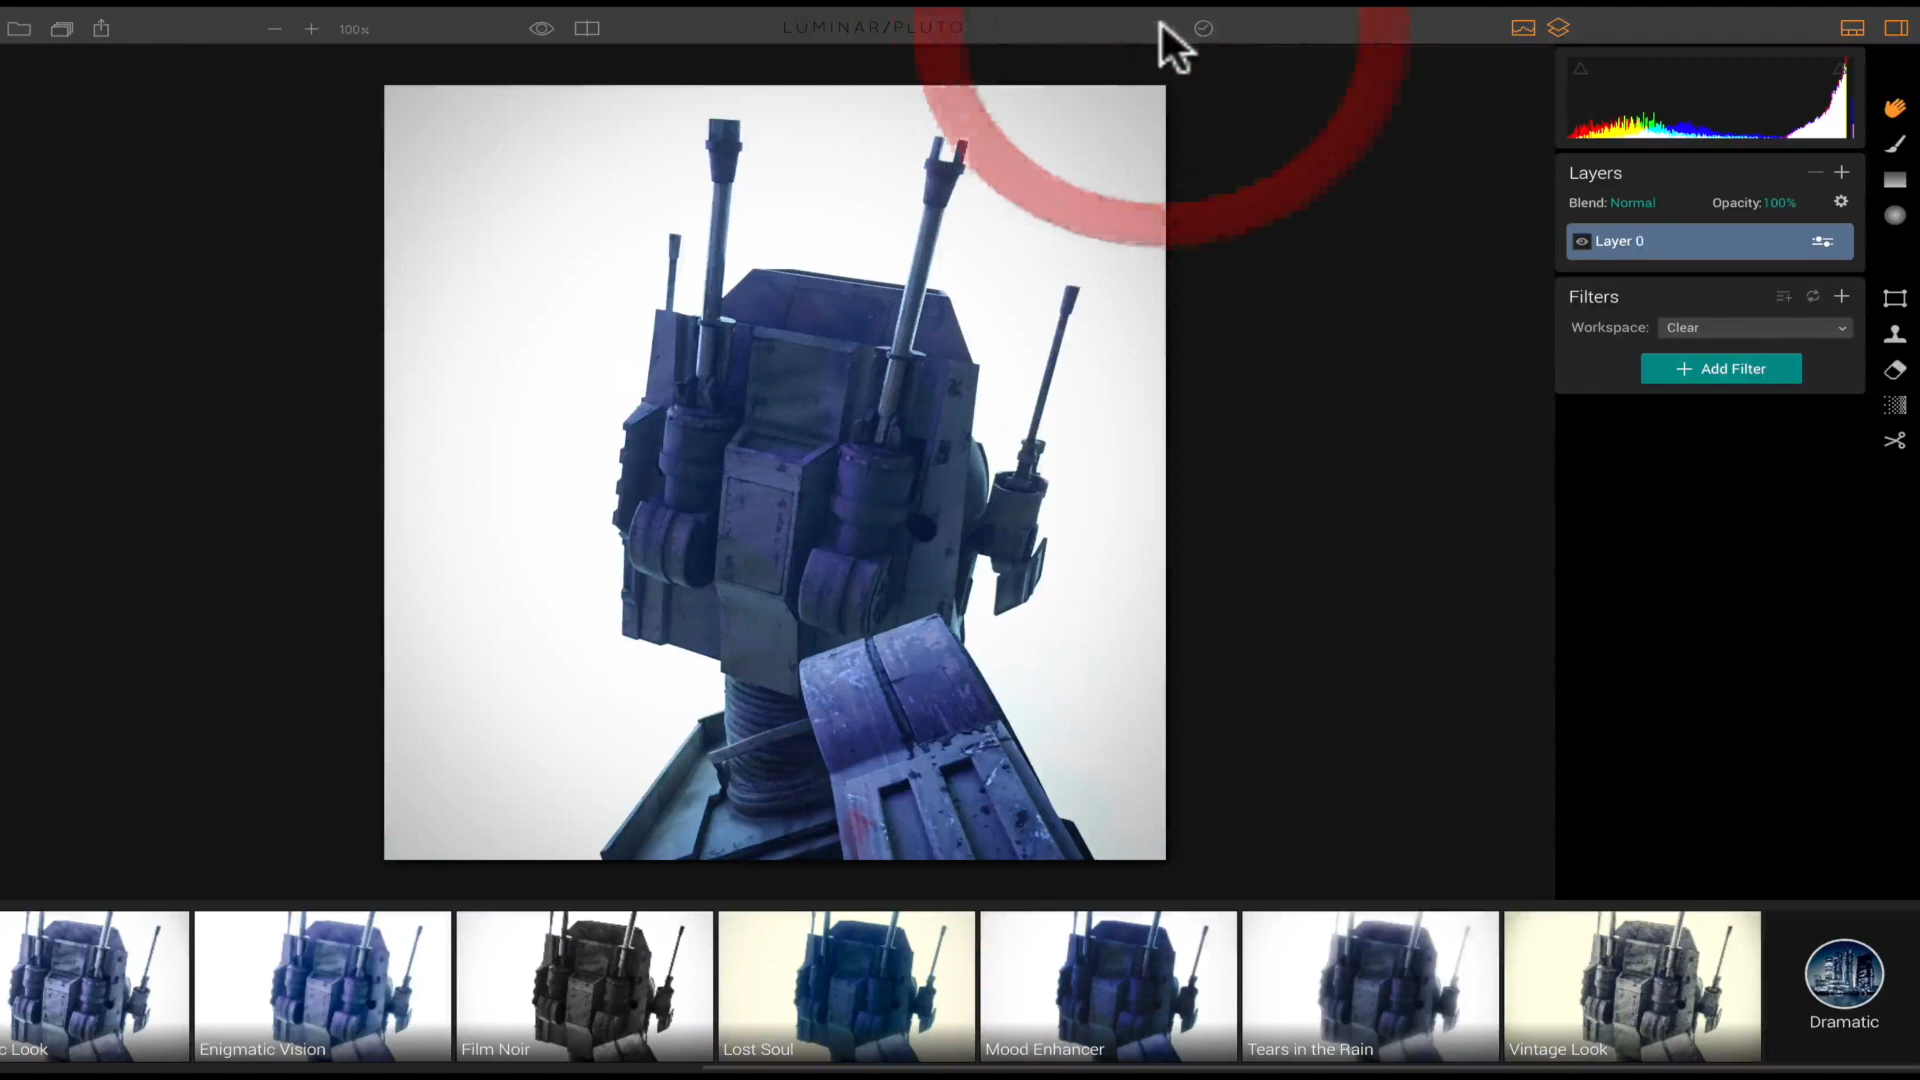 100%
LUMINAR/PLUTO
Layers
Blend: Normal
Opacity:100%
Layer 0
Filters
Workspace: Clear
Add Filter
c Look
Enigmatic Vision
Film Noir
Lost Soul
Mood Enhancer
Tears in the Rain
Vintage Look
Dramatic